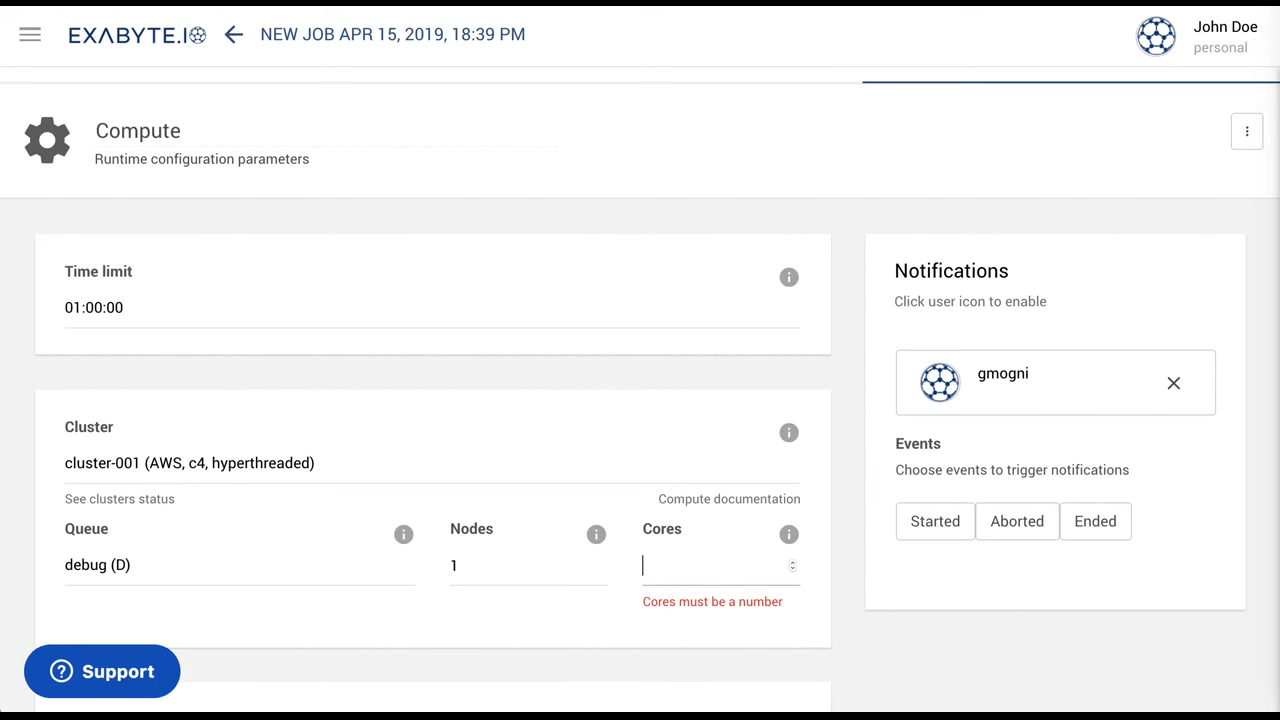 EXABYTE.IO
NEW JOB APR 15, 2019, 18:39 PM
John Doe
personal
Compute
Runtime configuration parameters
Time limit
01:00:00
Cluster
cluster-001 (AWS, c4, hyperthreaded)
See clusters status
Compute documentation
Queue
Nodes
Cores
debug (D)
1
Cores must be a number
Notifications
Click user icon to enable
gmogni
Events
Choose events to trigger notifications
Started
Aborted
Ended
Support